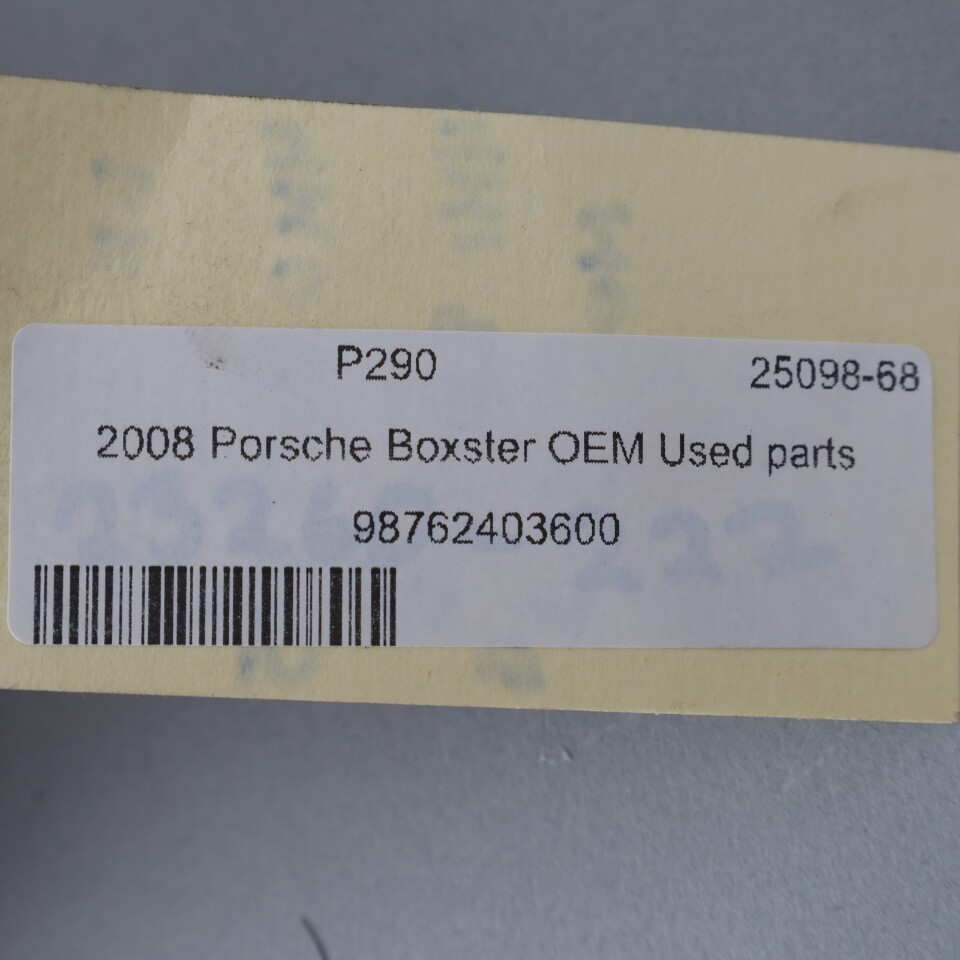 P290 25098-68
2008 Porsche Boxster OEM Used parts
98762403600